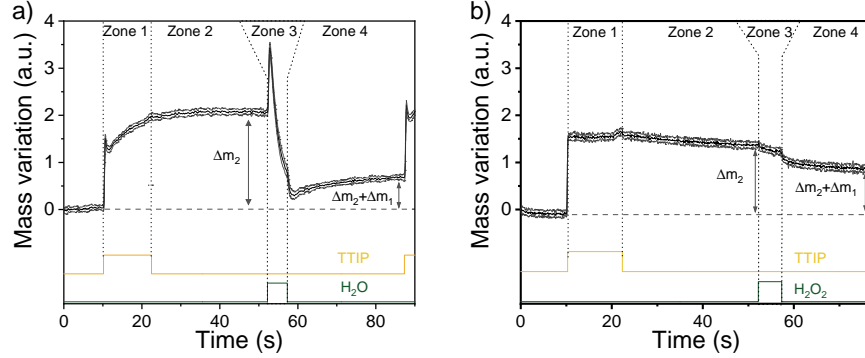 a)
Zone 1 Zone 2 Zone 3 Zone 4
Mass variation (a.u.)
4
3
2
1
0
Δm2
Δm2+Δm1
TTIP
H2O
0 20 40 60 80
Time (s)
b)
Zone 1 Zone 2 Zone 3 Zone 4
Mass variation (a.u.)
4
3
2
1
0
Δm2
Δm2+Δm1
TTIP
H2O2
0 20 40 60
Time (s)